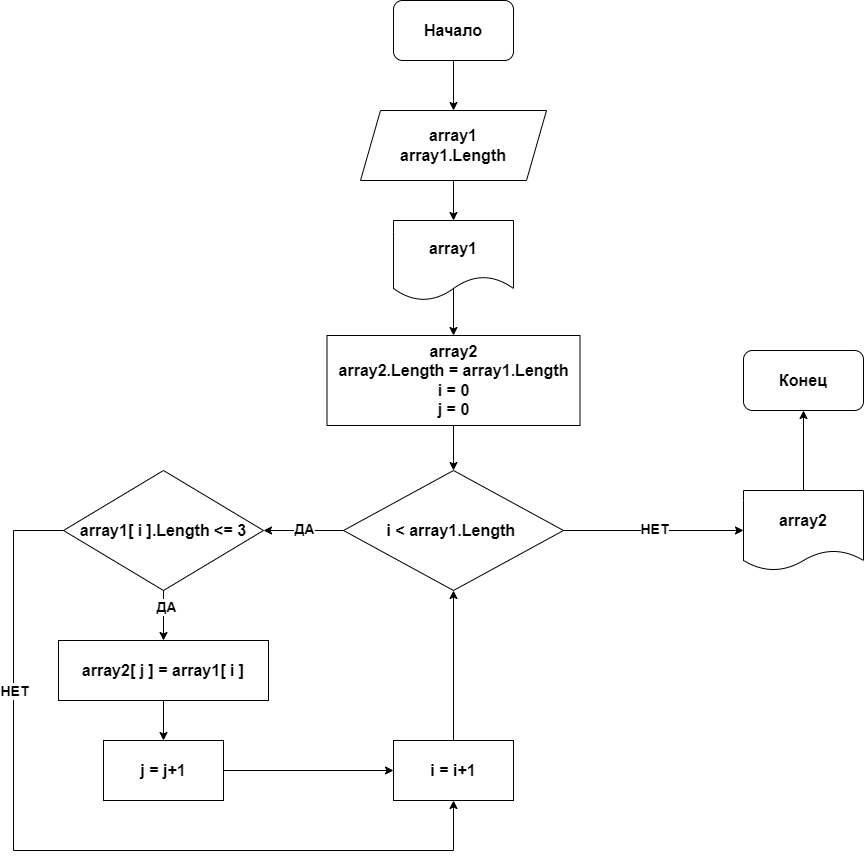 Начало
array1
array1.Length
array1
array2
array2.Length = array1.Length
i = 0
j = 0
Конец
array1[ i ].Length <= 3
ДА
i < array1.Length
НЕТ
array2
ДА
array2[ j ] = array1[ i ]
НЕТ
j = j+1
i = i+1